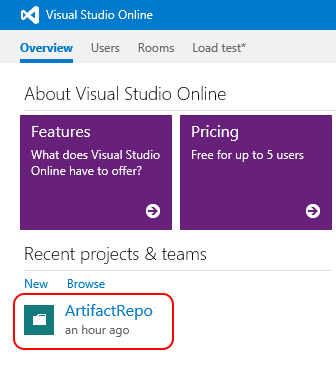 Visual Studio Online
Overview Users Rooms Load test*
About Visual Studio Online
Features
What does Visual Studio
Online have to offer?
Pricing
Free for up to 5 users
Recent projects & teams
New Browse
ArtifactRepo
an hour ago